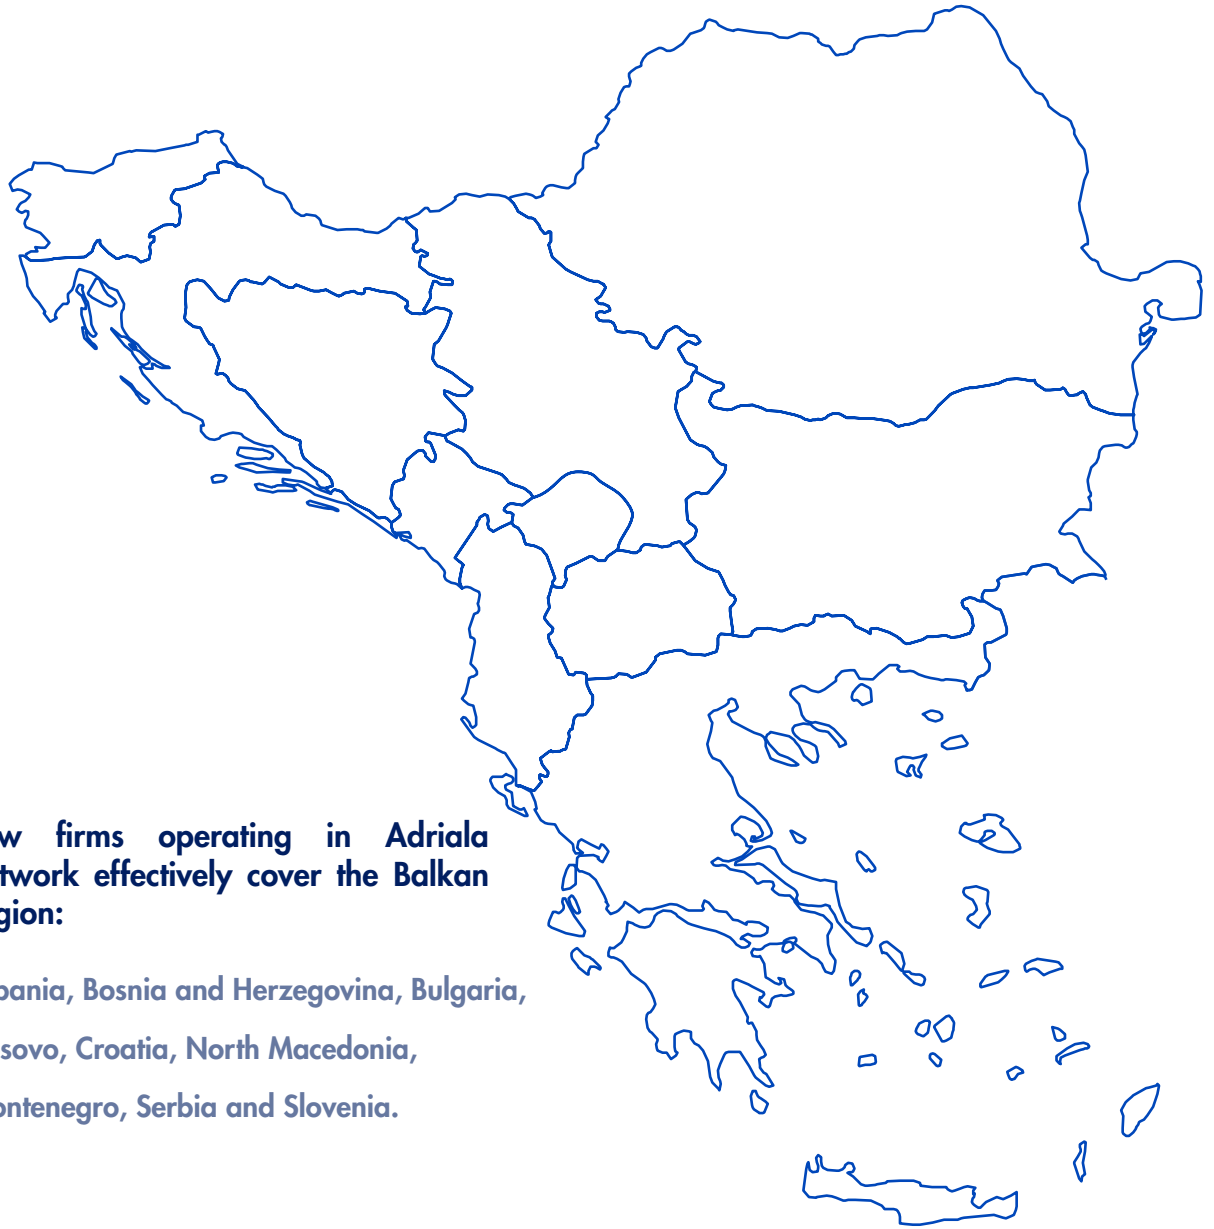 w firms operating in Adriala
twork effectively cover the Balkan
gion:
bania, Bosnia and Herzegovina, Bulgaria,
sovo, Croatia, North Macedonia,
ontenegro, Serbia and Slovenia.